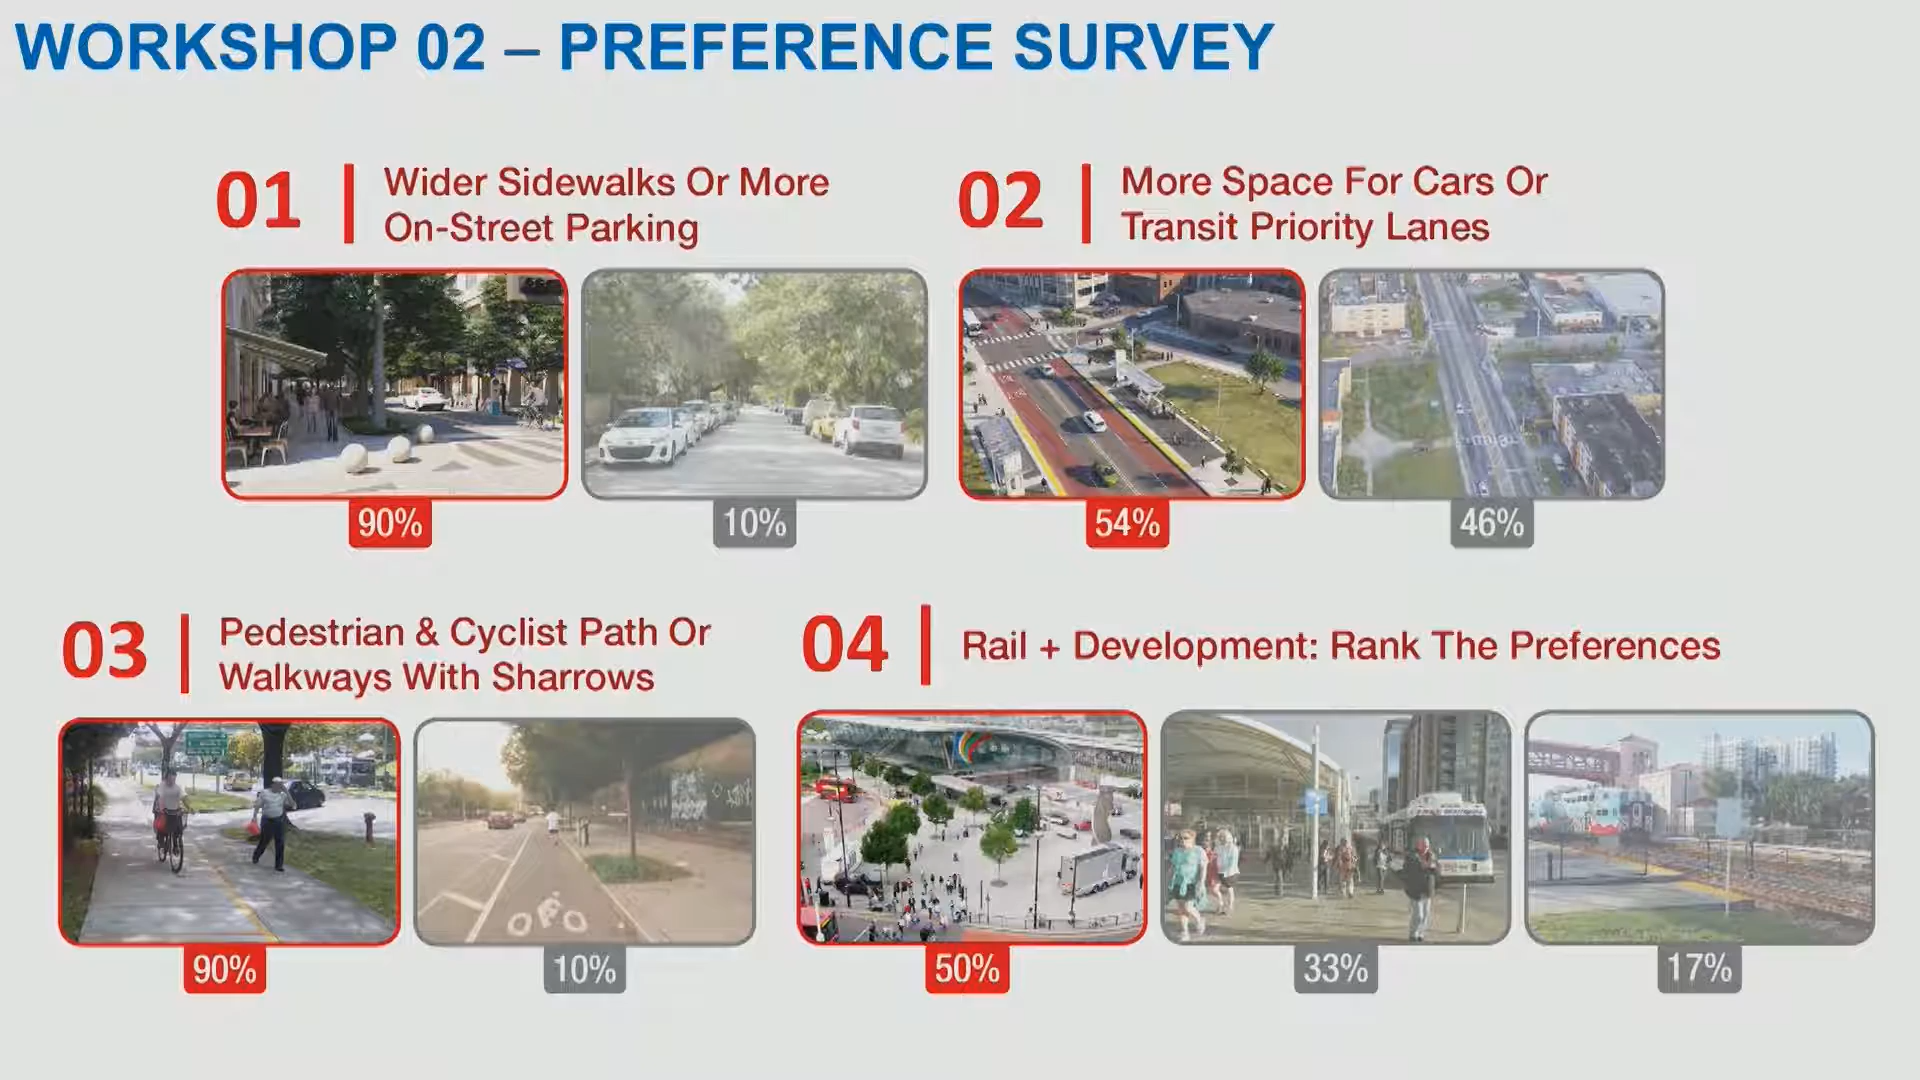 WORKSHOP 02 – PREFERENCE SURVEY
01
Wider Sidewalks Or More
On-Street Parking
90%
10%
02
More Space For Cars Or
Transit Priority Lanes
54%
46%
03
Pedestrian & Cyclist Path Or
Walkways With Sharrows
90%
10%
04
Rail + Development: Rank The Preferences
50%
33%
17%